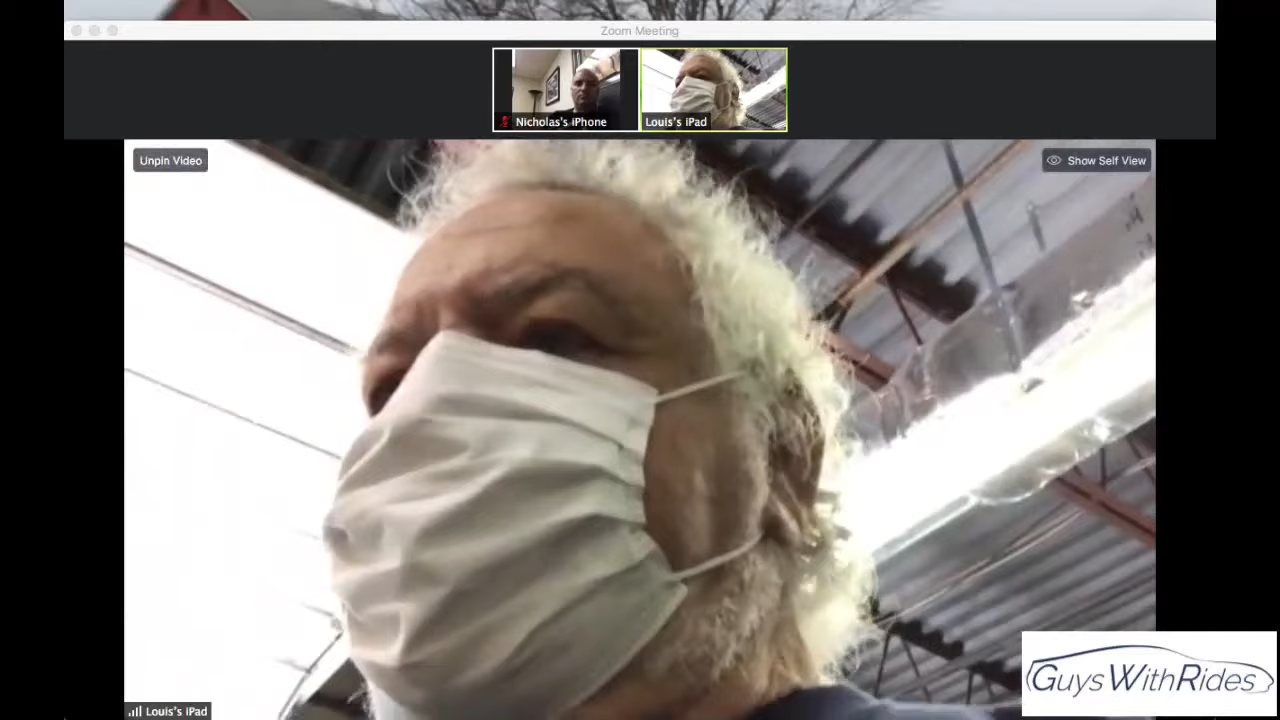 Zoom Meeting
Nicholas's iPhone
Louis's iPad
Unpin Video
Show Self View
Louis's iPad
GuysWithRides